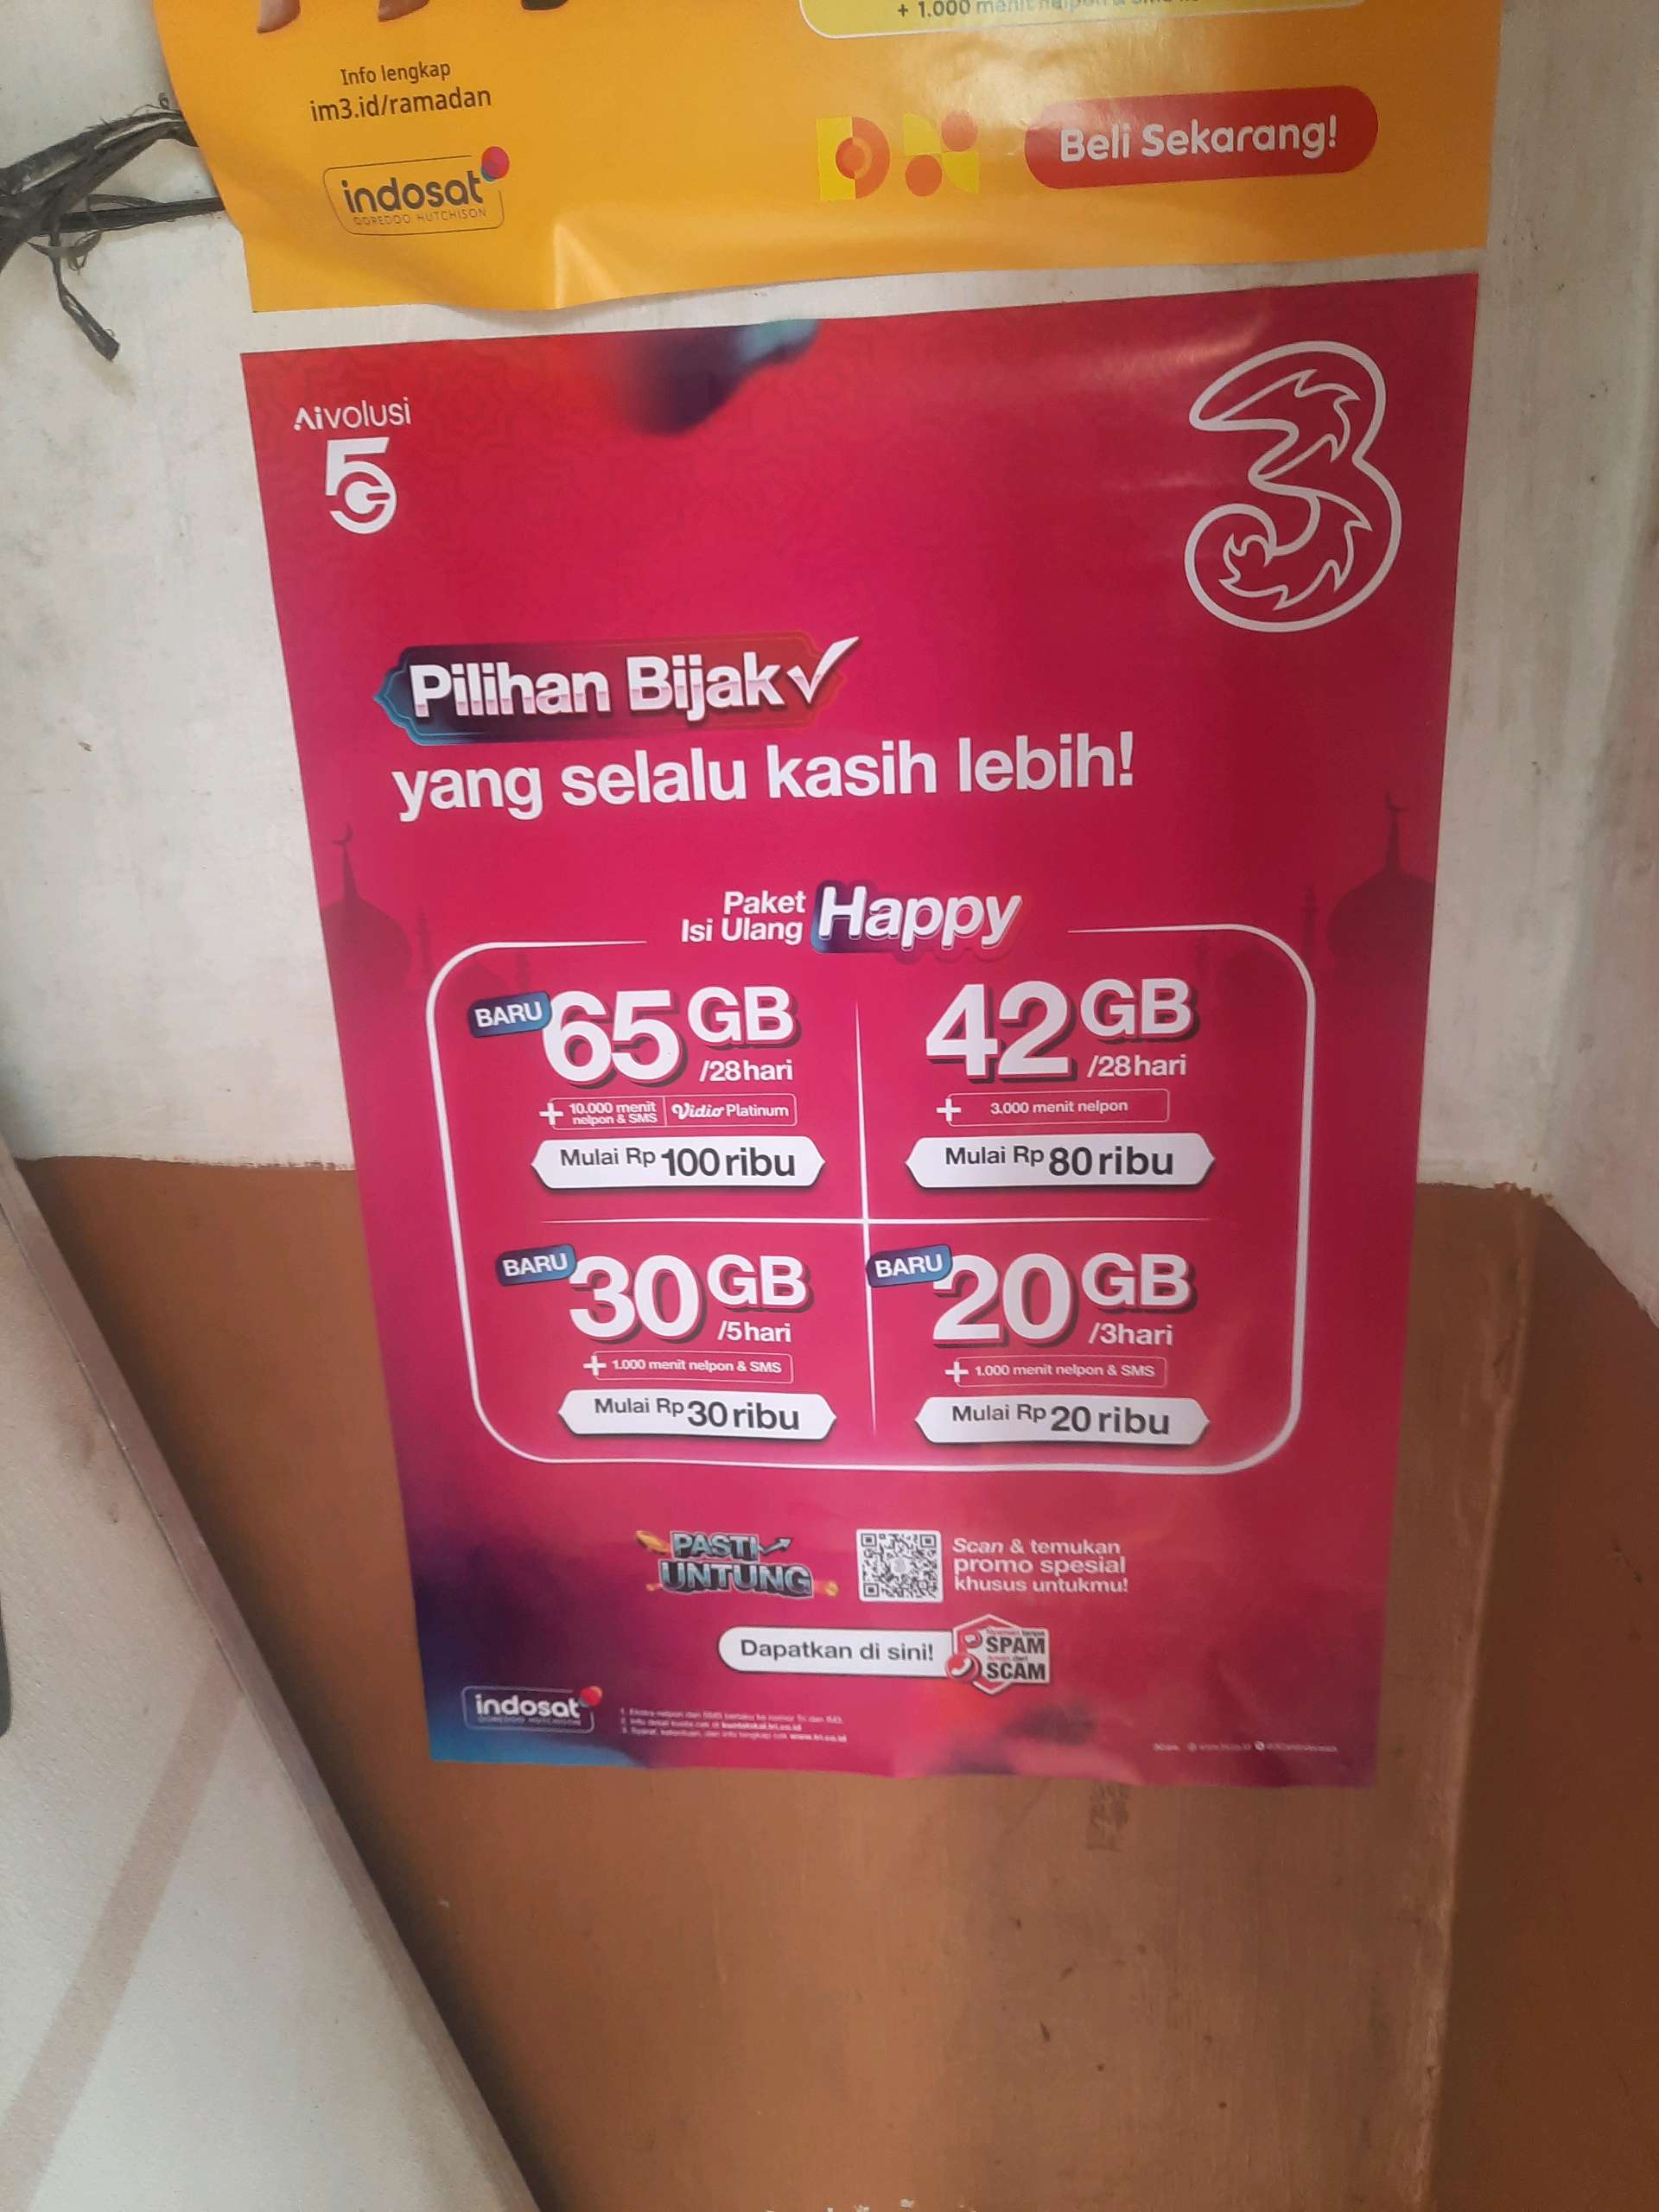 + 1.000 menit
Info lengkap
im3.id/ramadan
indosat
OOREDOO HUTCHISON
Beli Sekarang!
Aivolusi
5G
3
Pilihan Bijak
yang selalu kasih lebih!
Paket
Isi Ulang
Happy
BARU
65 GB
/28hari
+ 10.000 menit
nelpon & SMS
Vidio Platinum
Mulai Rp 100 ribu
42 GB
/28hari
+ 3.000 menit nelpon
Mulai Rp 80 ribu
BARU
30 GB
/5hari
+ 1.000 menit nelpon & SMS
Mulai Rp 30 ribu
BARU
20 GB
/3hari
+ 1.000 menit nelpon & SMS
Mulai Rp 20 ribu
PASTI
UNTUNG
Scan & temukan
promo spesial
khusus untukmu!
Dapatkan di sini!
SPAM
SCAM
indosat
OOREDOO HUTCHISON